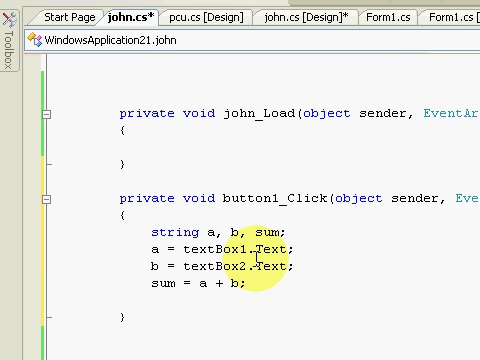 Start Page john.cs* pcu.cs [Design] john.cs [Design]* Form1.cs Form1.cs [
Toolbox
WindowsApplication21.john
private void john_Load(object sender, EventAr
{
}
private void button1_Click(object sender, Eve
{
string a, b, sum;
a = textBox1.Text;
b = textBox2.Text;
sum = a + b;
}